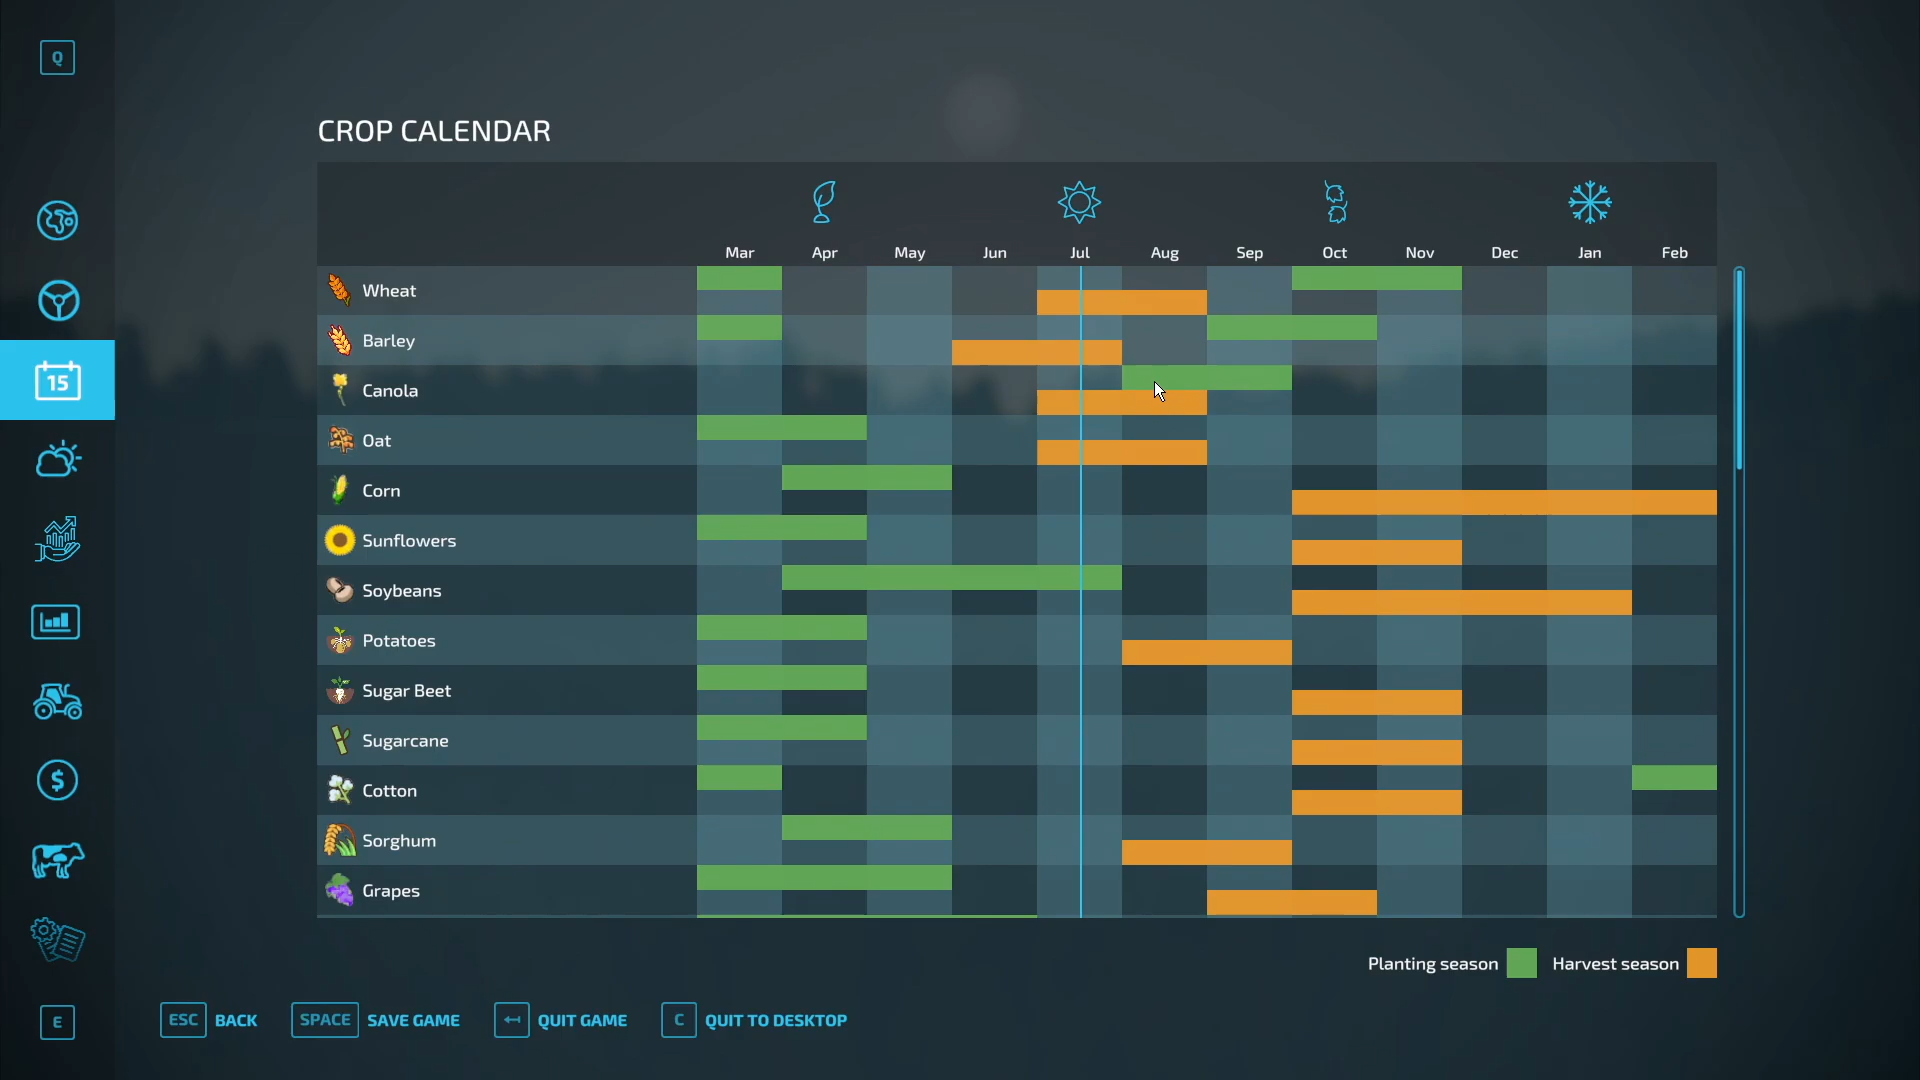 Q
CROP CALENDAR
Mar Apr May Jun Jul Aug Sep Oct Nov Dec Jan Feb
Wheat
Barley
Canola
15
Oat
Corn
Sunflowers
Soybeans
Potatoes
Sugar Beet
Sugarcane
$
Cotton
Sorghum
Grapes
Planting season Harvest season
E
ESC BACK SPACE SAVE GAME QUIT GAME C QUIT TO DESKTOP